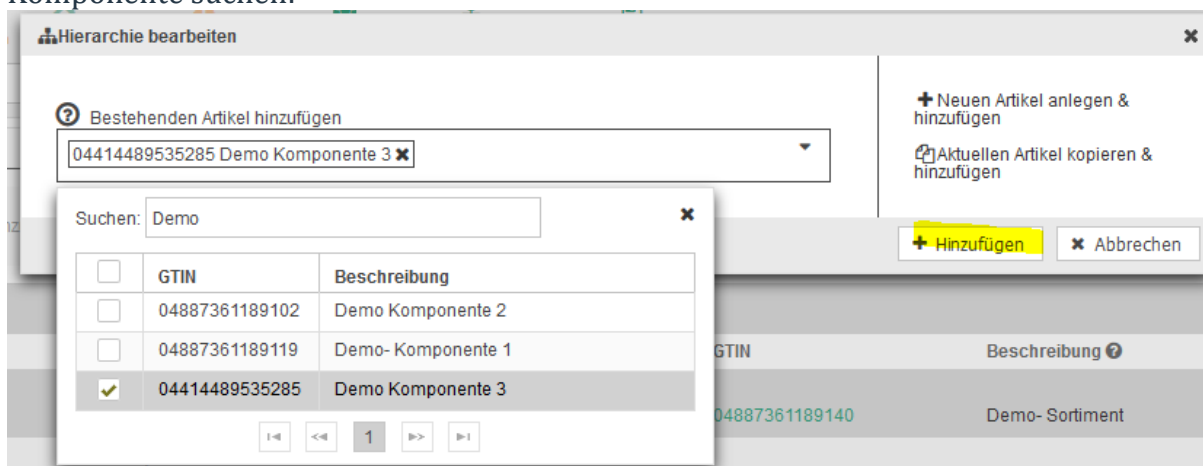 Komponente suchen.
Hierarchie bearbeiten
Bestehenden Artikel hinzufügen
04414489535285 Demo Komponente 3
Neuen Artikel anlegen &
hinzufügen
Aktuellen Artikel kopieren &
hinzufügen
Suchen: Demo
Hinzufügen
Abbrechen
GTIN Beschreibung
04887361189102 Demo Komponente 2
04887361189119 Demo- Komponente 1
04414489535285 Demo Komponente 3
1
GTIN Beschreibung
04887361189140 Demo- Sortiment